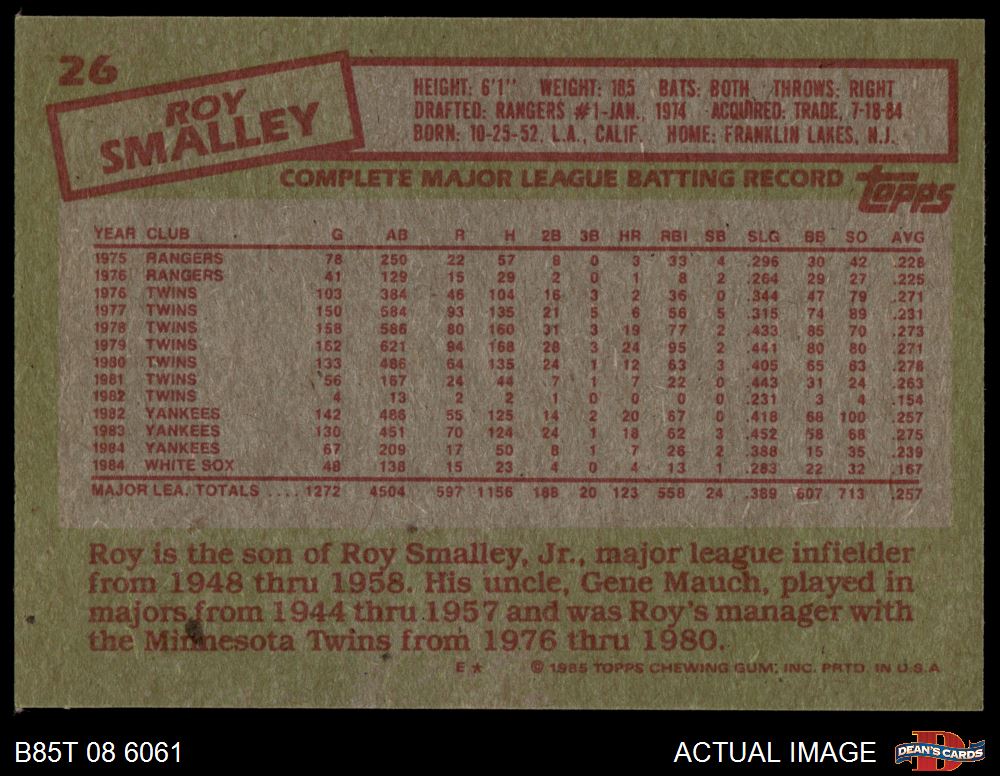 26
ROY
SMALLEY
HEIGHT: 6'1" WEIGHT: 185 BATS: BOTH THROWS: RIGHT
DRAFTED: RANGERS #1-JAN., 1974 ACQUIRED: TRADE, 7-18-84
BORN: 10-25-52, L.A., CALIF. HOME: FRANKLIN LAKES, N.J.
COMPLETE MAJOR LEAGUE BATTING RECORD topps
YEAR CLUB G AB R H 2B 3B HR RBI SB SLG BB SO AVG
1975 RANGERS 78 250 22 57 8 0 3 33 4 .296 30 42 .228
1976 RANGERS 41 129 15 29 2 0 1 8 2 .264 29 27 .225
1976 TWINS 103 384 46 104 16 3 2 36 0 .344 47 79 .271
1977 TWINS 150 584 93 135 21 5 6 56 5 .315 74 89 .231
1978 TWINS 158 586 80 160 31 3 19 77 2 .433 85 70 .273
1979 TWINS 162 621 94 168 28 3 24 95 2 .441 80 80 .271
1980 TWINS 133 486 64 135 24 1 12 63 3 .405 65 63 .278
1981 TWINS 56 167 24 44 7 1 7 22 0 .443 31 24 .263
1982 TWINS 4 13 2 2 1 0 0 0 0 .231 3 4 .154
1982 YANKEES 142 486 55 125 14 2 20 67 0 .418 68 100 .257
1983 YANKEES 130 451 70 124 24 1 18 62 3 .452 58 68 .275
1984 YANKEES 67 209 17 50 8 1 7 26 2 .388 15 35 .239
1984 WHITE SOX 48 138 15 23 4 0 4 13 1 .283 22 32 .167
MAJOR LEA. TOTALS .... 1272 4504 597 1156 188 20 123 558 24 .389 607 713 .257
Roy is the son of Roy Smalley, Jr., major league infielder
from 1948 thru 1958. His uncle, Gene Mauch, played in
majors from 1944 thru 1957 and was Roy's manager with
the Minnesota Twins from 1976 thru 1980.
E★ © 1985 TOPPS CHEWING GUM, INC. PRTD. IN U.S.A
B85T 08 6061 ACTUAL IMAGE DEAN'S CARDS